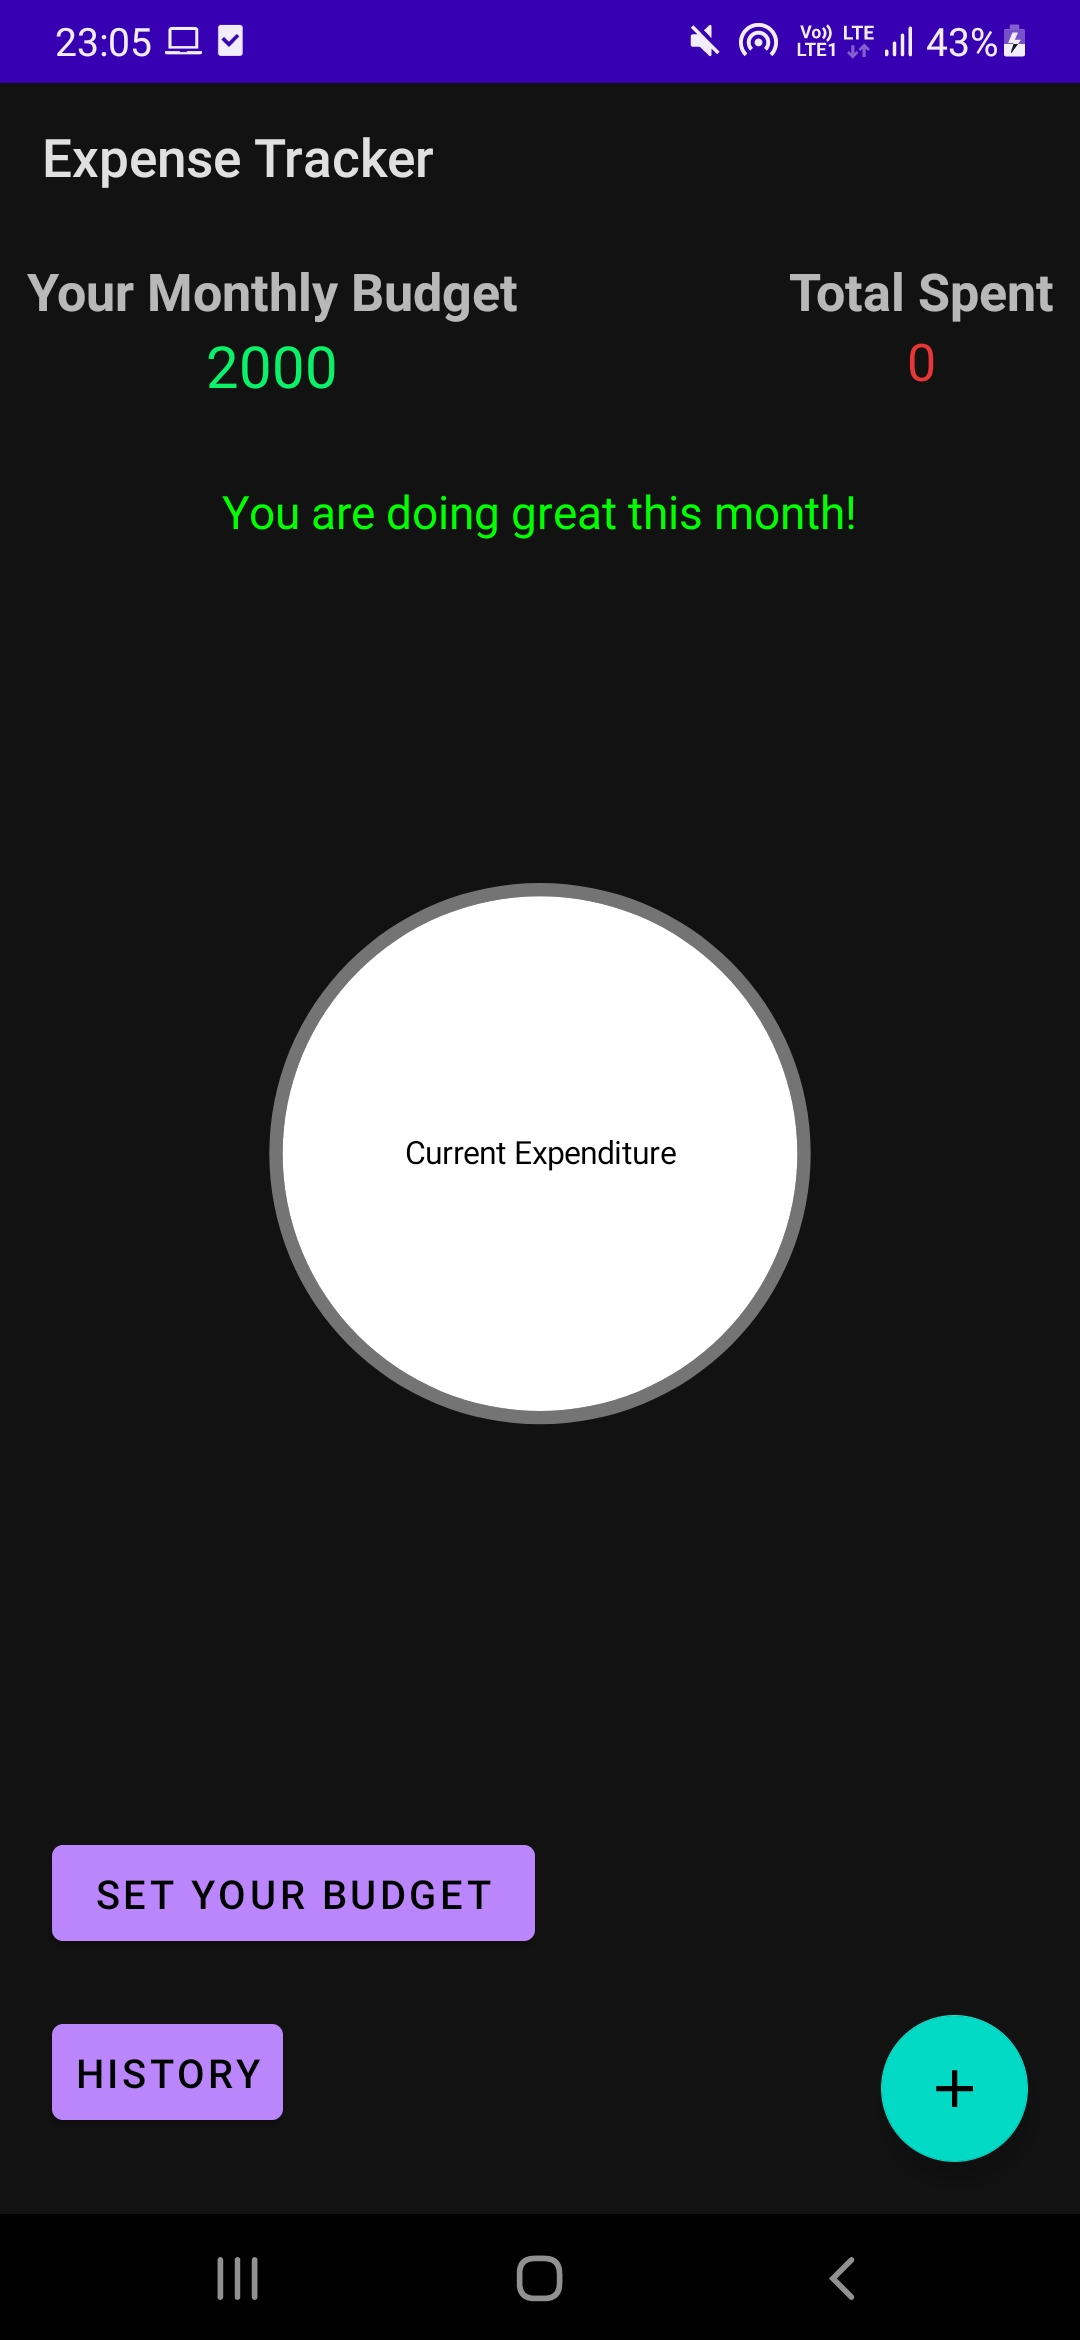 23:05
Vo)) LTE
LTE1
43%
Expense Tracker
Your Monthly Budget
Total Spent
2000
0
You are doing great this month!
Current Expenditure
SET YOUR BUDGET
HISTORY
+